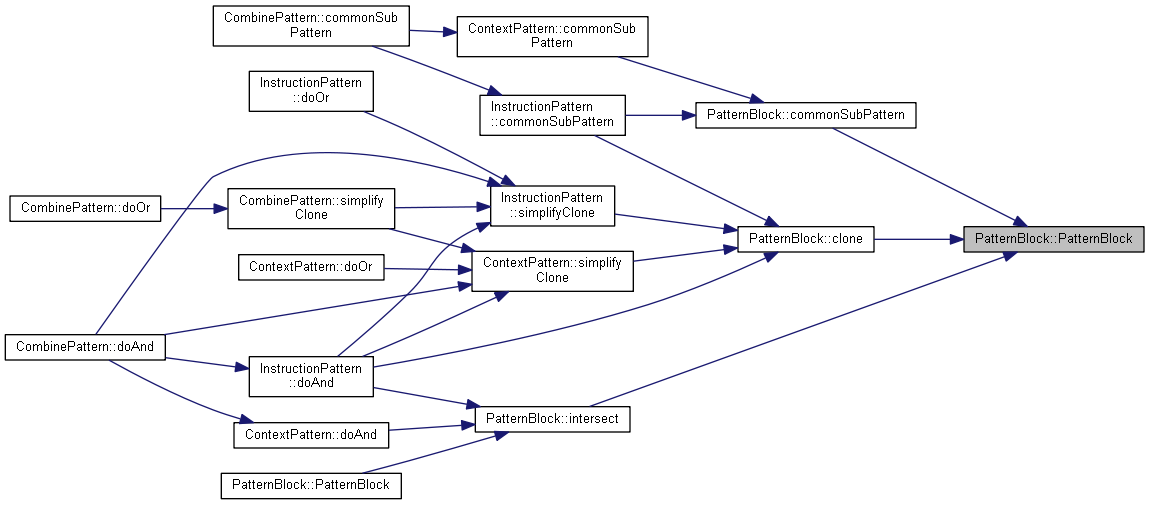 CombinePattern::commonSub
Pattern
ContextPattern::commonSub
Pattern
InstructionPattern
::doOr
InstructionPattern
::commonSubPattern
PatternBlock::commonSubPattern
CombinePattern::doOr
CombinePattern::simplify
Clone
InstructionPattern
::simplifyClone
PatternBlock::clone
PatternBlock::PatternBlock
ContextPattern::doOr
ContextPattern::simplify
Clone
CombinePattern::doAnd
InstructionPattern
::doAnd
PatternBlock::intersect
ContextPattern::doAnd
PatternBlock::PatternBlock